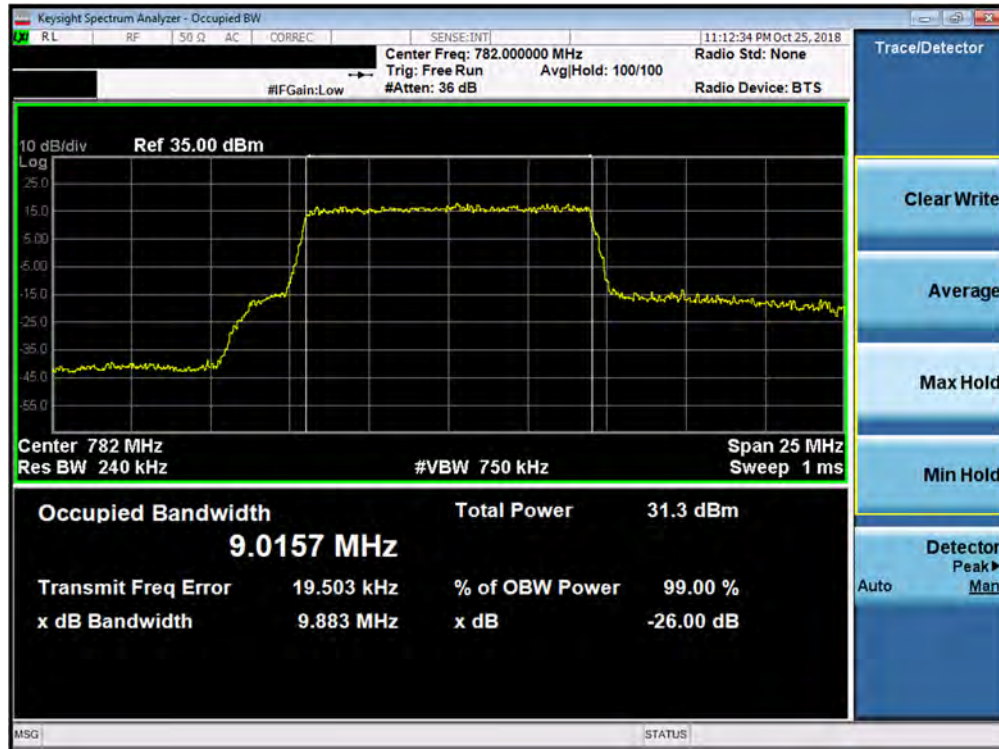 Keysight Spectrum Analyzer - Occupied BW
LXI RL RF 50 Ω AC CORREC SENSE:INT 11:12:34 PM Oct 25, 2018
Center Freq: 782.000000 MHz Radio Std: None
Trig: Free Run Avg|Hold: 100/100
#IFGain:Low #Atten: 36 dB Radio Device: BTS
Trace/Detector
10 dB/div Ref 35.00 dBm
Log
25.0
15.0
5.00
-5.00
-15.0
-25.0
-35.0
-45.0
-55.0
Center 782 MHz Span 25 MHz
Res BW 240 kHz #VBW 750 kHz Sweep 1 ms
Occupied Bandwidth Total Power 31.3 dBm
9.0157 MHz
Transmit Freq Error 19.503 kHz % of OBW Power 99.00 %
x dB Bandwidth 9.883 MHz x dB -26.00 dB
Clear Write
Average
Max Hold
Min Hold
Detector
Peak▶
Auto Man
MSG STATUS